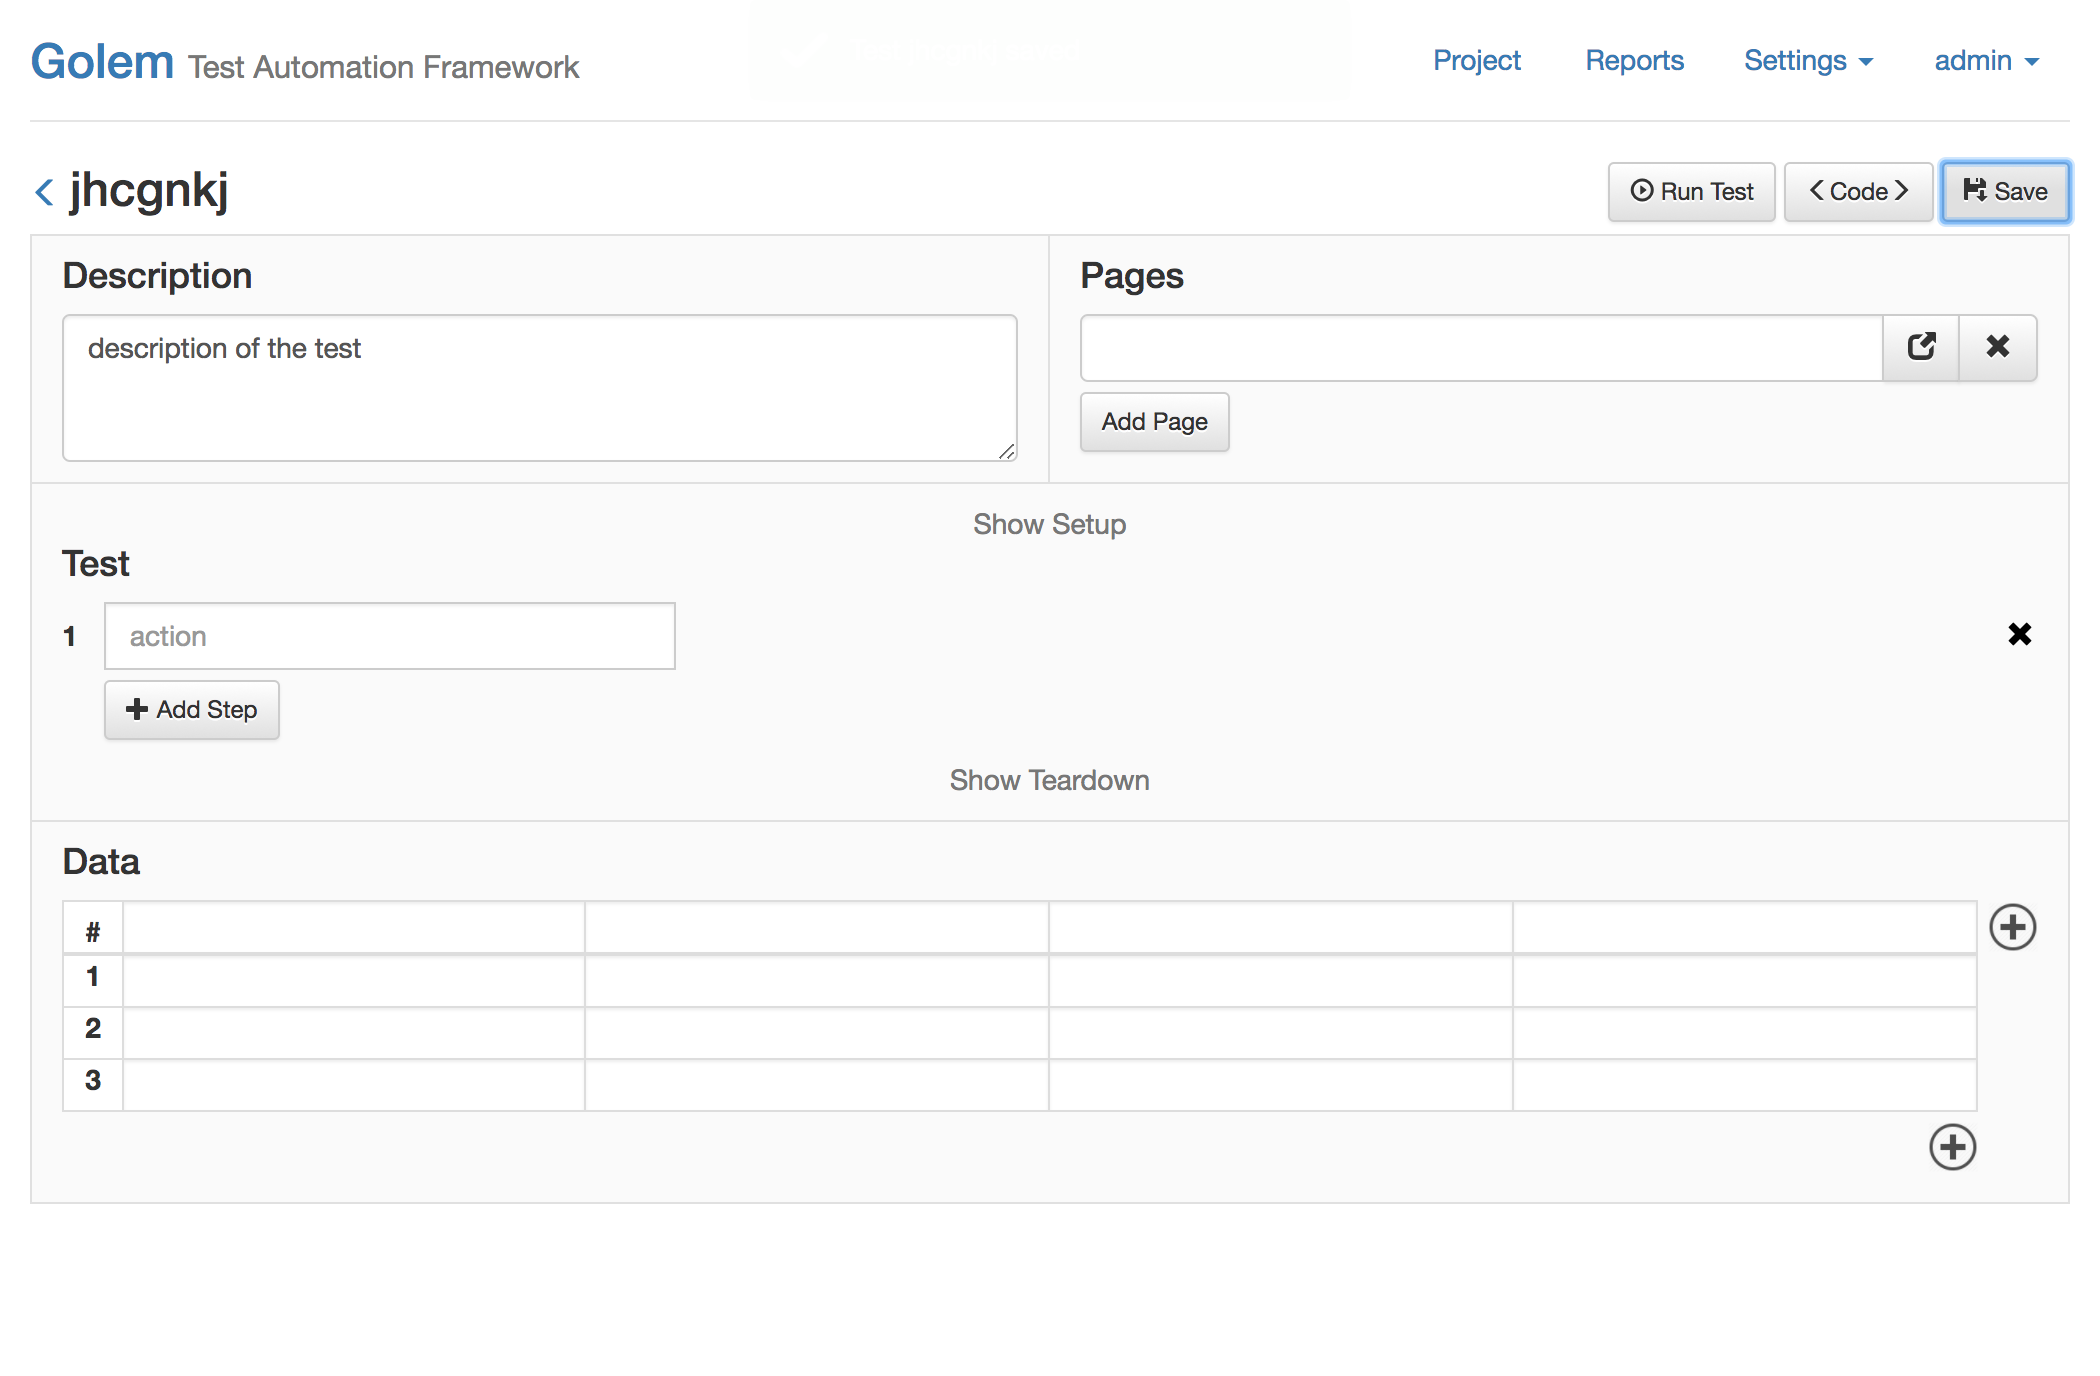 Golem Test Automation Framework Project Reports Settings admin
jhcgnkj Run Test <Code> Save
Description Pages
description of the test
Add Page
Show Setup
Test
1 action
Add Step
Show Teardown
Data
#
1
2
3